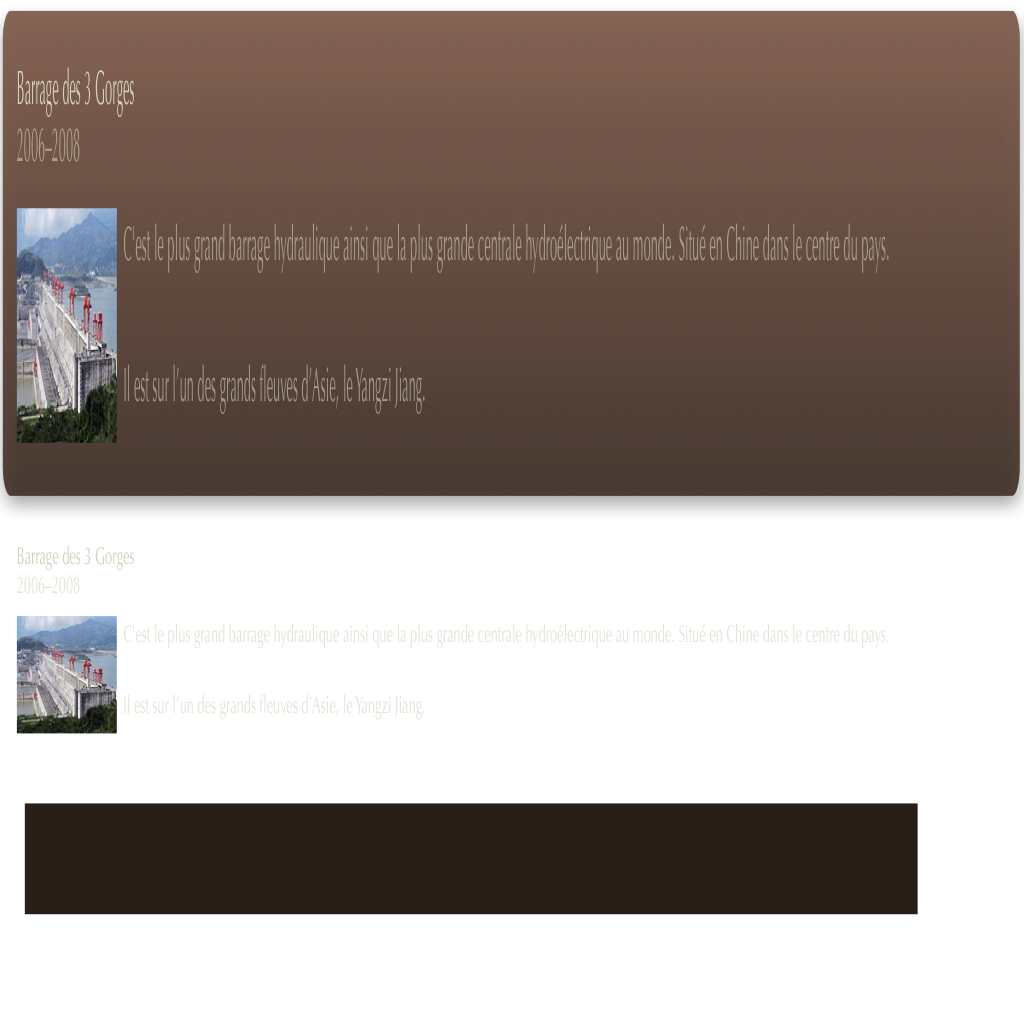 Barrage des 3 Gorges
2006–2008
C'est le plus grand barrage hydraulique ainsi que la plus grande centrale hydroélectrique au monde. Situé en Chine dans le centre du pays.
Il est sur l’un des grands fleuves d’Asie, le Yangzi Jiang.
Barrage des 3 Gorges
2006–2008
C'est le plus grand barrage hydraulique ainsi que la plus grande centrale hydroélectrique au monde. Situé en Chine dans le centre du pays.
Il est sur l’un des grands fleuves d’Asie, le Yangzi Jiang.